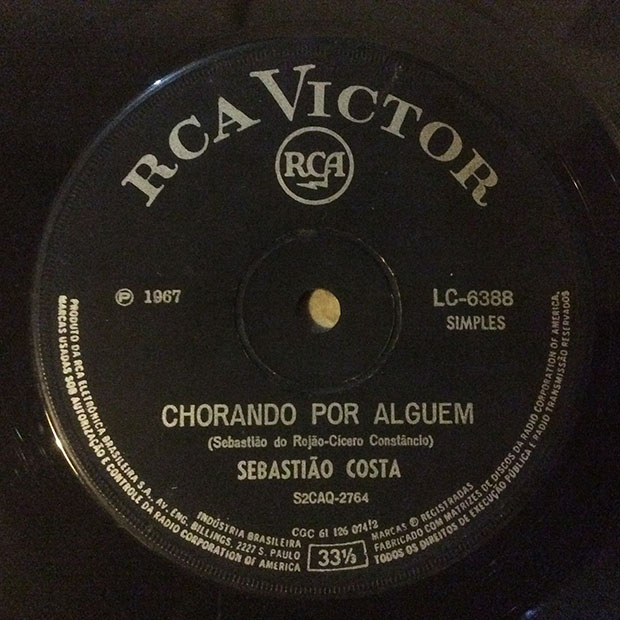 RCA VICTOR
RCA
℗ 1967
LC-6388
SIMPLES
CHORANDO POR ALGUEM
(Sebastião do Rojão-Cícero Constâncio)
SEBASTIÃO COSTA
S2CAQ-2764
PRODUTO DA RCA ELETRÔNICA BRASILEIRA S.A., AV. ENG. BILLINGS, 2227 S. PAULO
MARCAS USADAS SOB AUTORIZAÇÃO E CONTROLE DA RADIO CORPORATION OF AMERICA
INDÚSTRIA BRASILEIRA
CGC 61 126 074/2
33⅓
MARCAS ® REGISTRADAS
FABRICADO COM MATRIZES DE DISCOS DA RADIO CORPORATION OF AMERICA.
TODOS OS DIREITOS DE EXECUÇÃO PÚBLICA E RADIO TRANSMISSÃO RESERVADOS